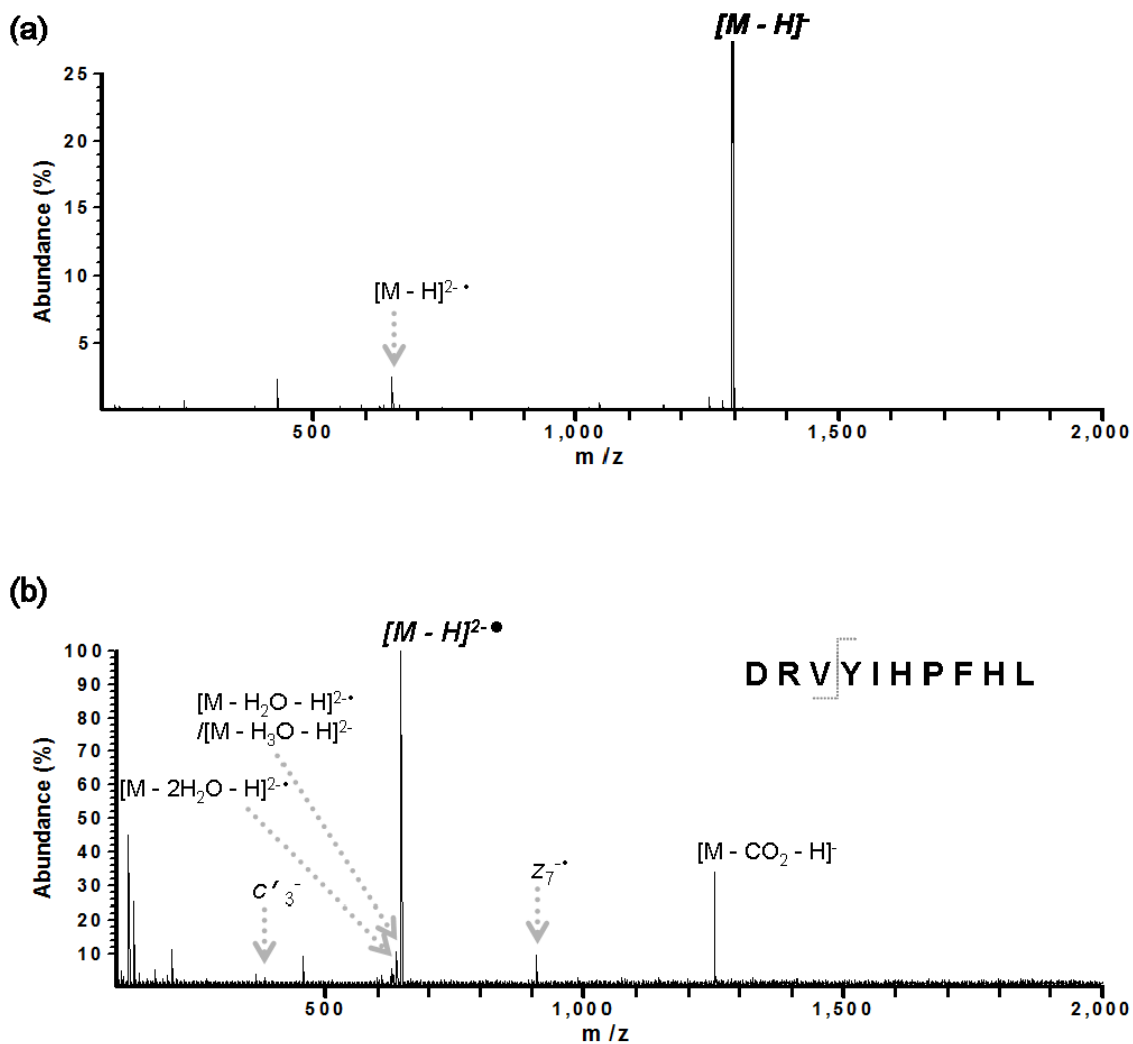 (a)
[M - H]⁻
25
20
15
10
5
Abundance (%)
[M - H]²⁻ •
500
1,000
1,500
2,000
m /z
(b)
[M - H]²⁻●
100
90
80
70
60
50
40
30
20
10
Abundance (%)
[M - H₂O - H]²⁻•
/[M - H₃O - H]²⁻
[M - 2H₂O - H]²⁻•
c′₃⁻
z₇⁻•
[M - CO₂ - H]⁻
D R V Y I H P F H L
500
1,000
1,500
2,000
m /z